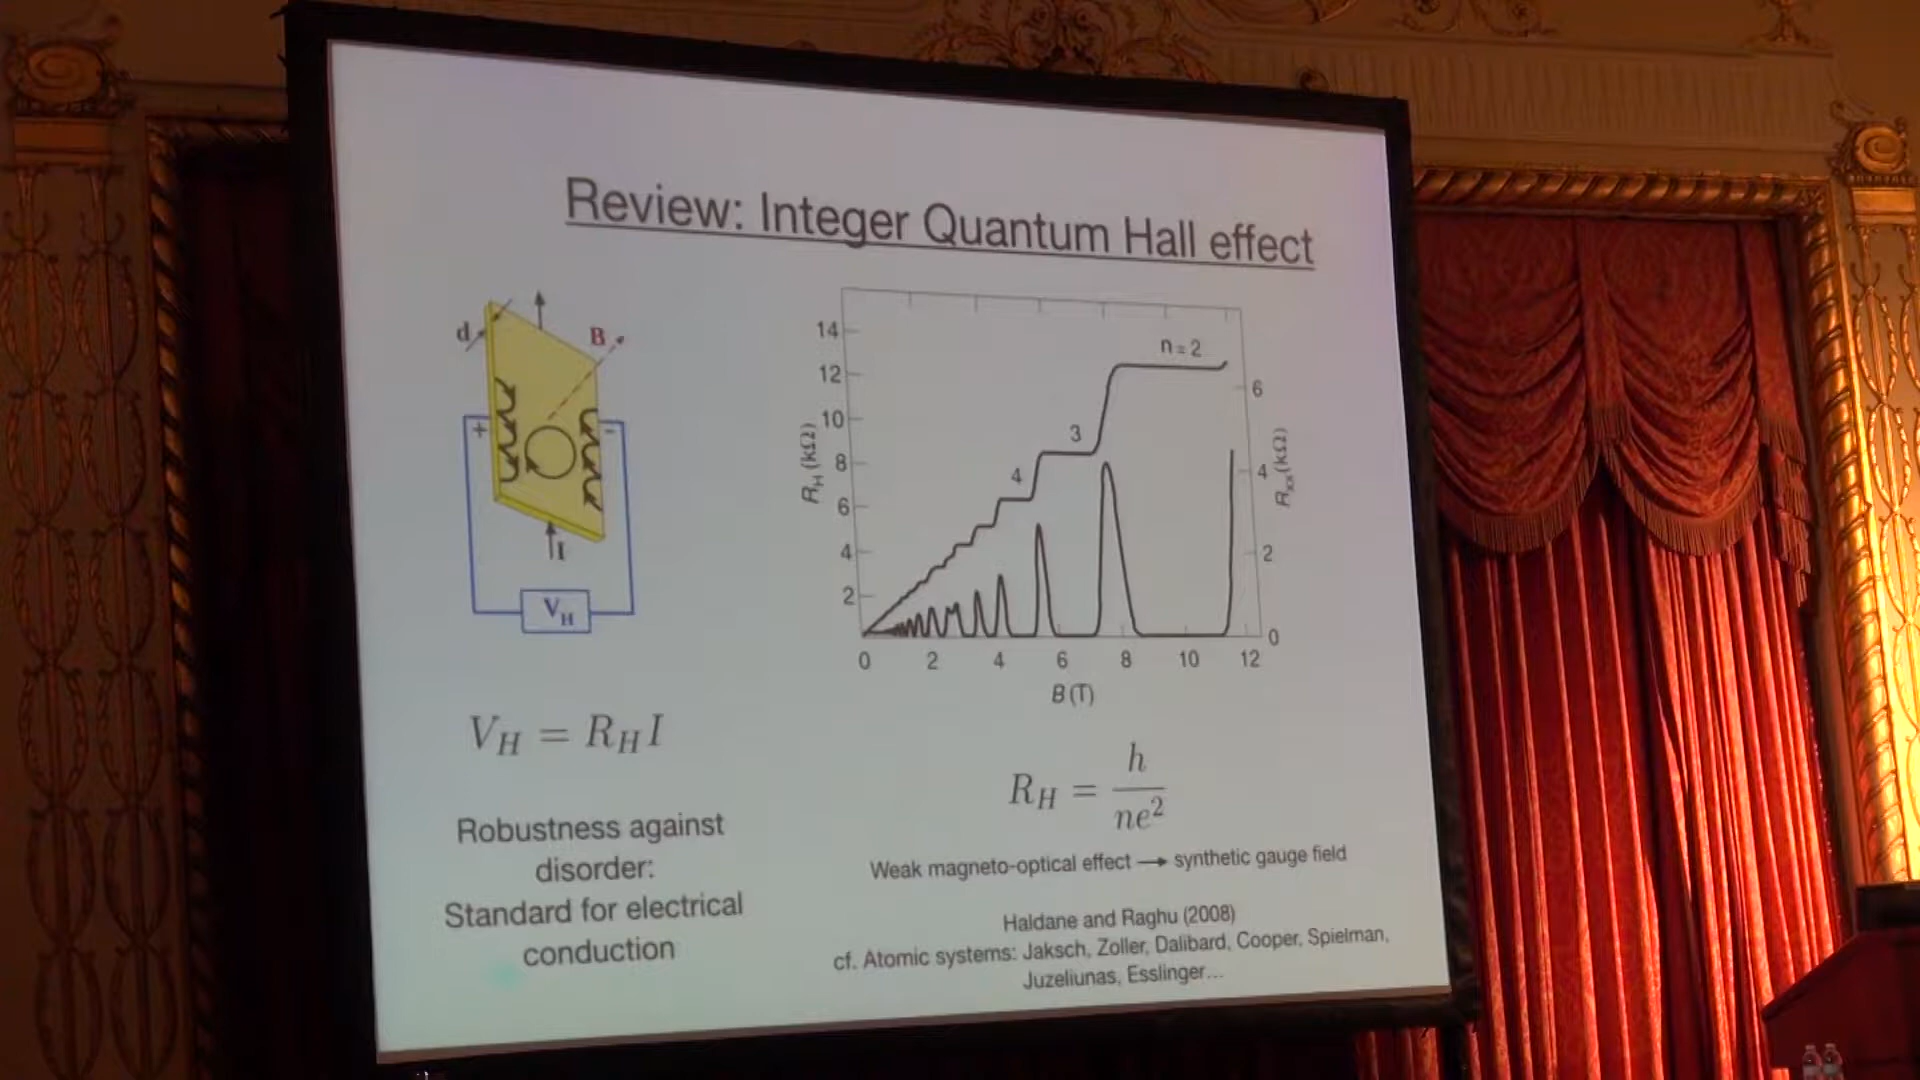 Review: Integer Quantum Hall effect
d
B
+
-
I
V_H
14
12
10
8
6
4
2
R_H (kΩ)
n = 2
3
4
6
4
2
0
R_xx (kΩ)
0 2 4 6 8 10 12
B (T)
V_H = R_H I
R_H = h / ne²
Robustness against
disorder:
Standard for electrical
conduction
Weak magneto-optical effect → synthetic gauge field
Haldane and Raghu (2008)
cf. Atomic systems: Jaksch, Zoller, Dalibard, Cooper, Spielman,
Juzeliunas, Esslinger...